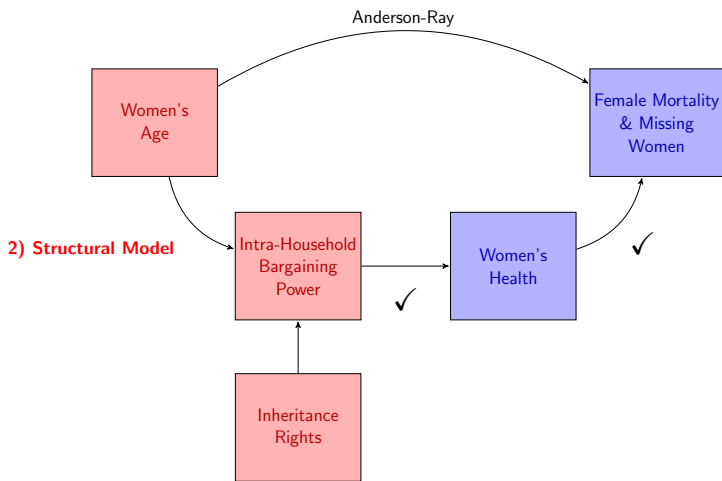 Anderson-Ray
Women's
Age
Female Mortality
& Missing
Women
2) Structural Model
Intra-Household
Bargaining
Power
✓
Women's
Health
✓
Inheritance
Rights